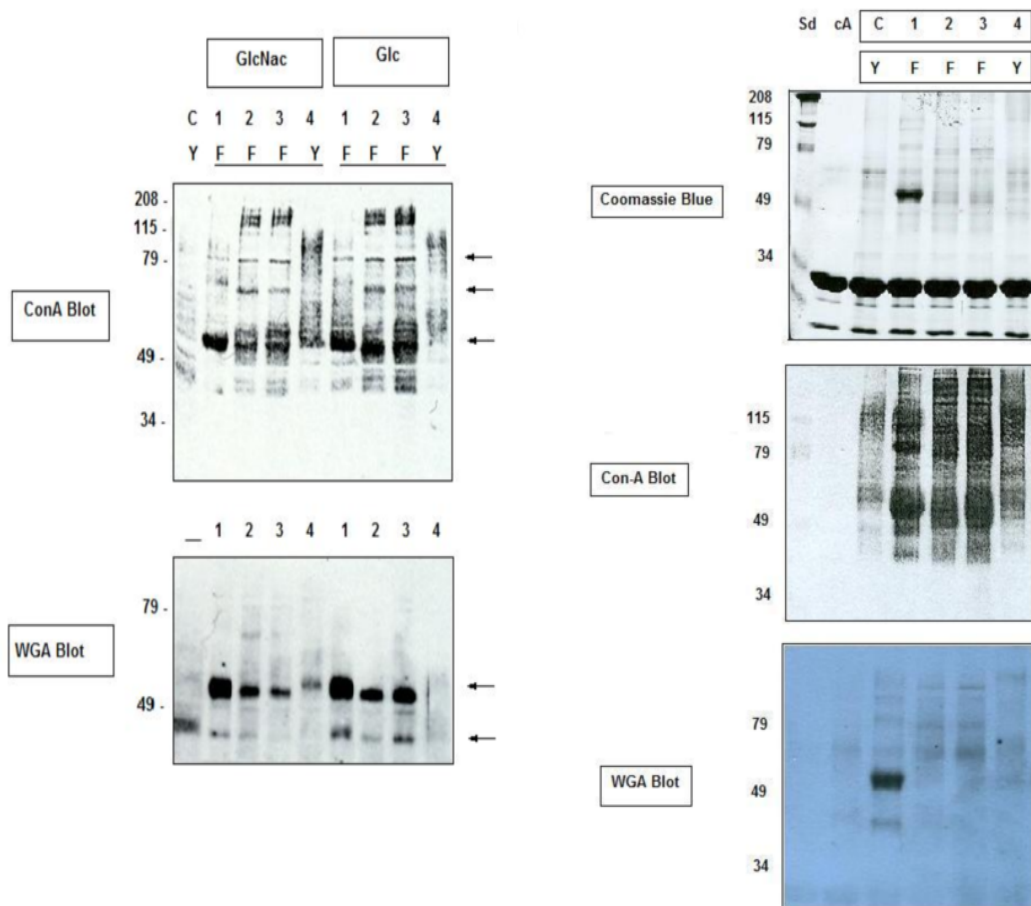 GlcNac Glc
C 1 2 3 4 1 2 3 4
Y F F F Y F F F Y
208 -
115 -
79 -
49 -
34 -
ConA Blot
_ 1 2 3 4 1 2 3 4
79 -
49 -
WGA Blot
Sd cA C 1 2 3 4
Y F F F Y
208
115
79
49
34
Coomassie Blue
115
79
49
34
Con-A Blot
79
49
34
WGA Blot